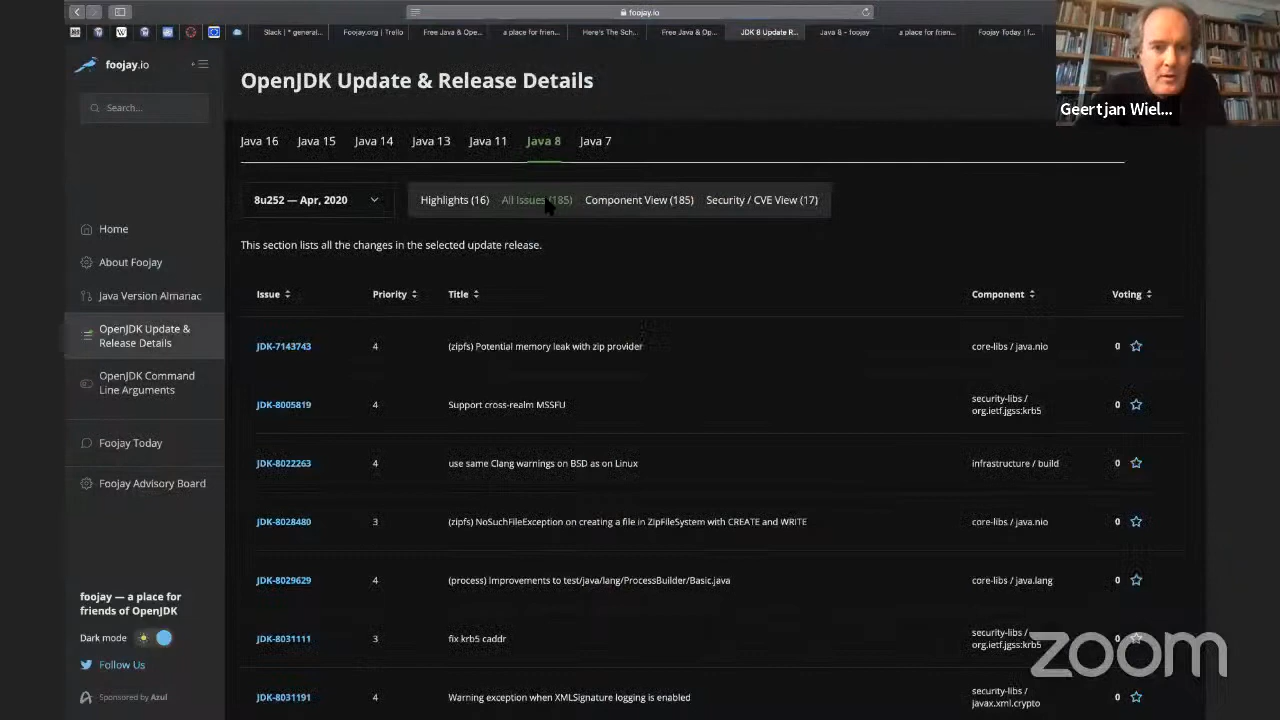 foojay.io
Slack | * general...
Foojay.org | Trello
Free Java & Ope...
a place for frien...
Here's The Sch...
Free Java & Op...
JDK 8 Update R...
Java 8 - foojay
a place for frien...
Foojay Today | f...
foojay.io
Search...
Home
About Foojay
Java Version Almanac
OpenJDK Update &
Release Details
OpenJDK Command
Line Arguments
Foojay Today
Foojay Advisory Board
foojay — a place for
friends of OpenJDK
Dark mode
Follow Us
Sponsored by Azul
OpenJDK Update & Release Details
Java 16 Java 15 Java 14 Java 13 Java 11 Java 8 Java 7
8u252 — Apr, 2020
Highlights (16) All Issues (185) Component View (185) Security / CVE View (17)
This section lists all the changes in the selected update release.
Issue Priority Title Component Voting
JDK-7143743 4 (zipfs) Potential memory leak with zip provider core-libs / java.nio 0
JDK-8005819 4 Support cross-realm MSSFU security-libs /
org.ietf.jgss:krb5 0
JDK-8022263 4 use same Clang warnings on BSD as on Linux infrastructure / build 0
JDK-8028480 3 (zipfs) NoSuchFileException on creating a file in ZipFileSystem with CREATE and WRITE core-libs / java.nio 0
JDK-8029629 4 (process) Improvements to test/java/lang/ProcessBuilder/Basic.java core-libs / java.lang 0
JDK-8031111 3 fix krb5 caddr security-libs /
org.ietf.jgss:krb5 0
JDK-8031191 4 Warning exception when XMLSignature logging is enabled security-libs /
javax.xml.crypto 0
Geertjan Wiel...
zoom